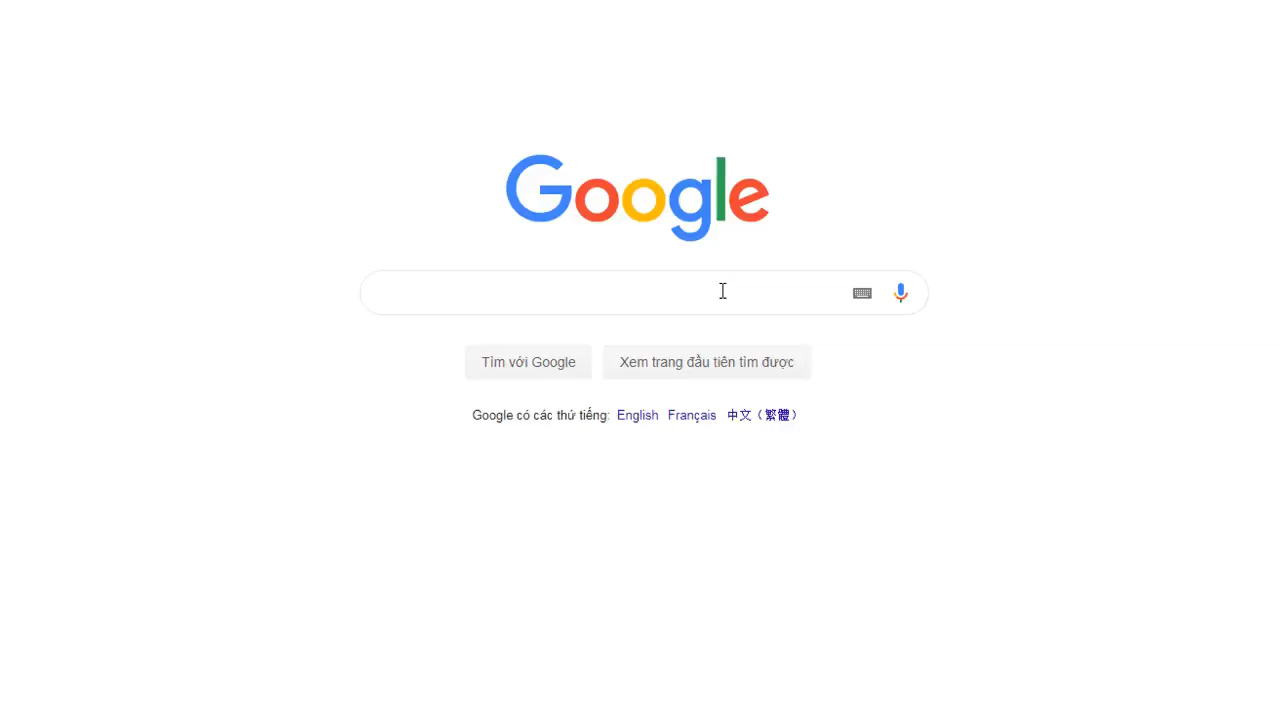 Google
Tìm với Google
Xem trang đầu tiên tìm được
Google có các thứ tiếng: English Français 中文（繁體）